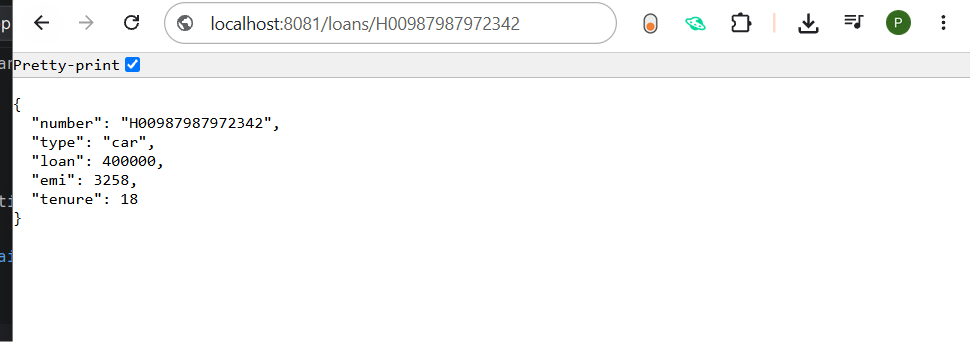 localhost:8081/loans/H00987987972342
P
Pretty-print
{
  "number": "H00987987972342",
  "type": "car",
  "loan": 400000,
  "emi": 3258,
  "tenure": 18
}